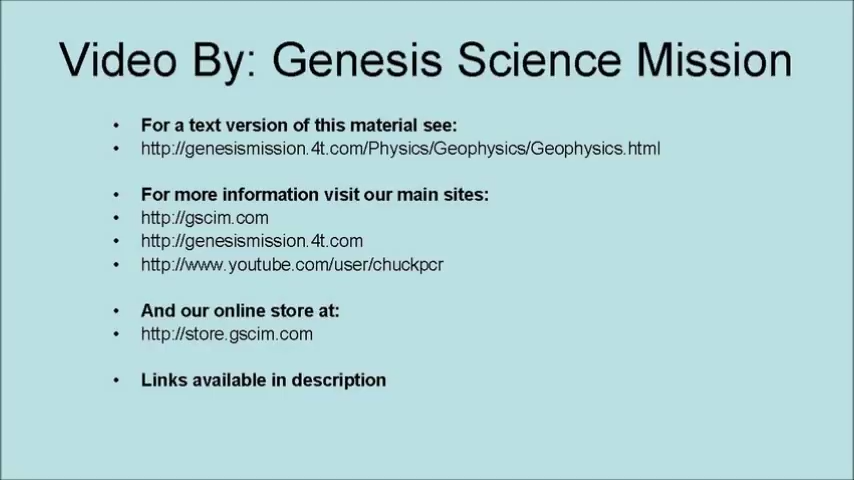 Video By: Genesis Science Mission
• For a text version of this material see:
• http://genesismission.4t.com/Physics/Geophysics/Geophysics.html
• For more information visit our main sites:
• http://gscim.com
• http://genesismission.4t.com
• http://www.youtube.com/user/chuckpcr
• And our online store at:
• http://store.gscim.com
• Links available in description